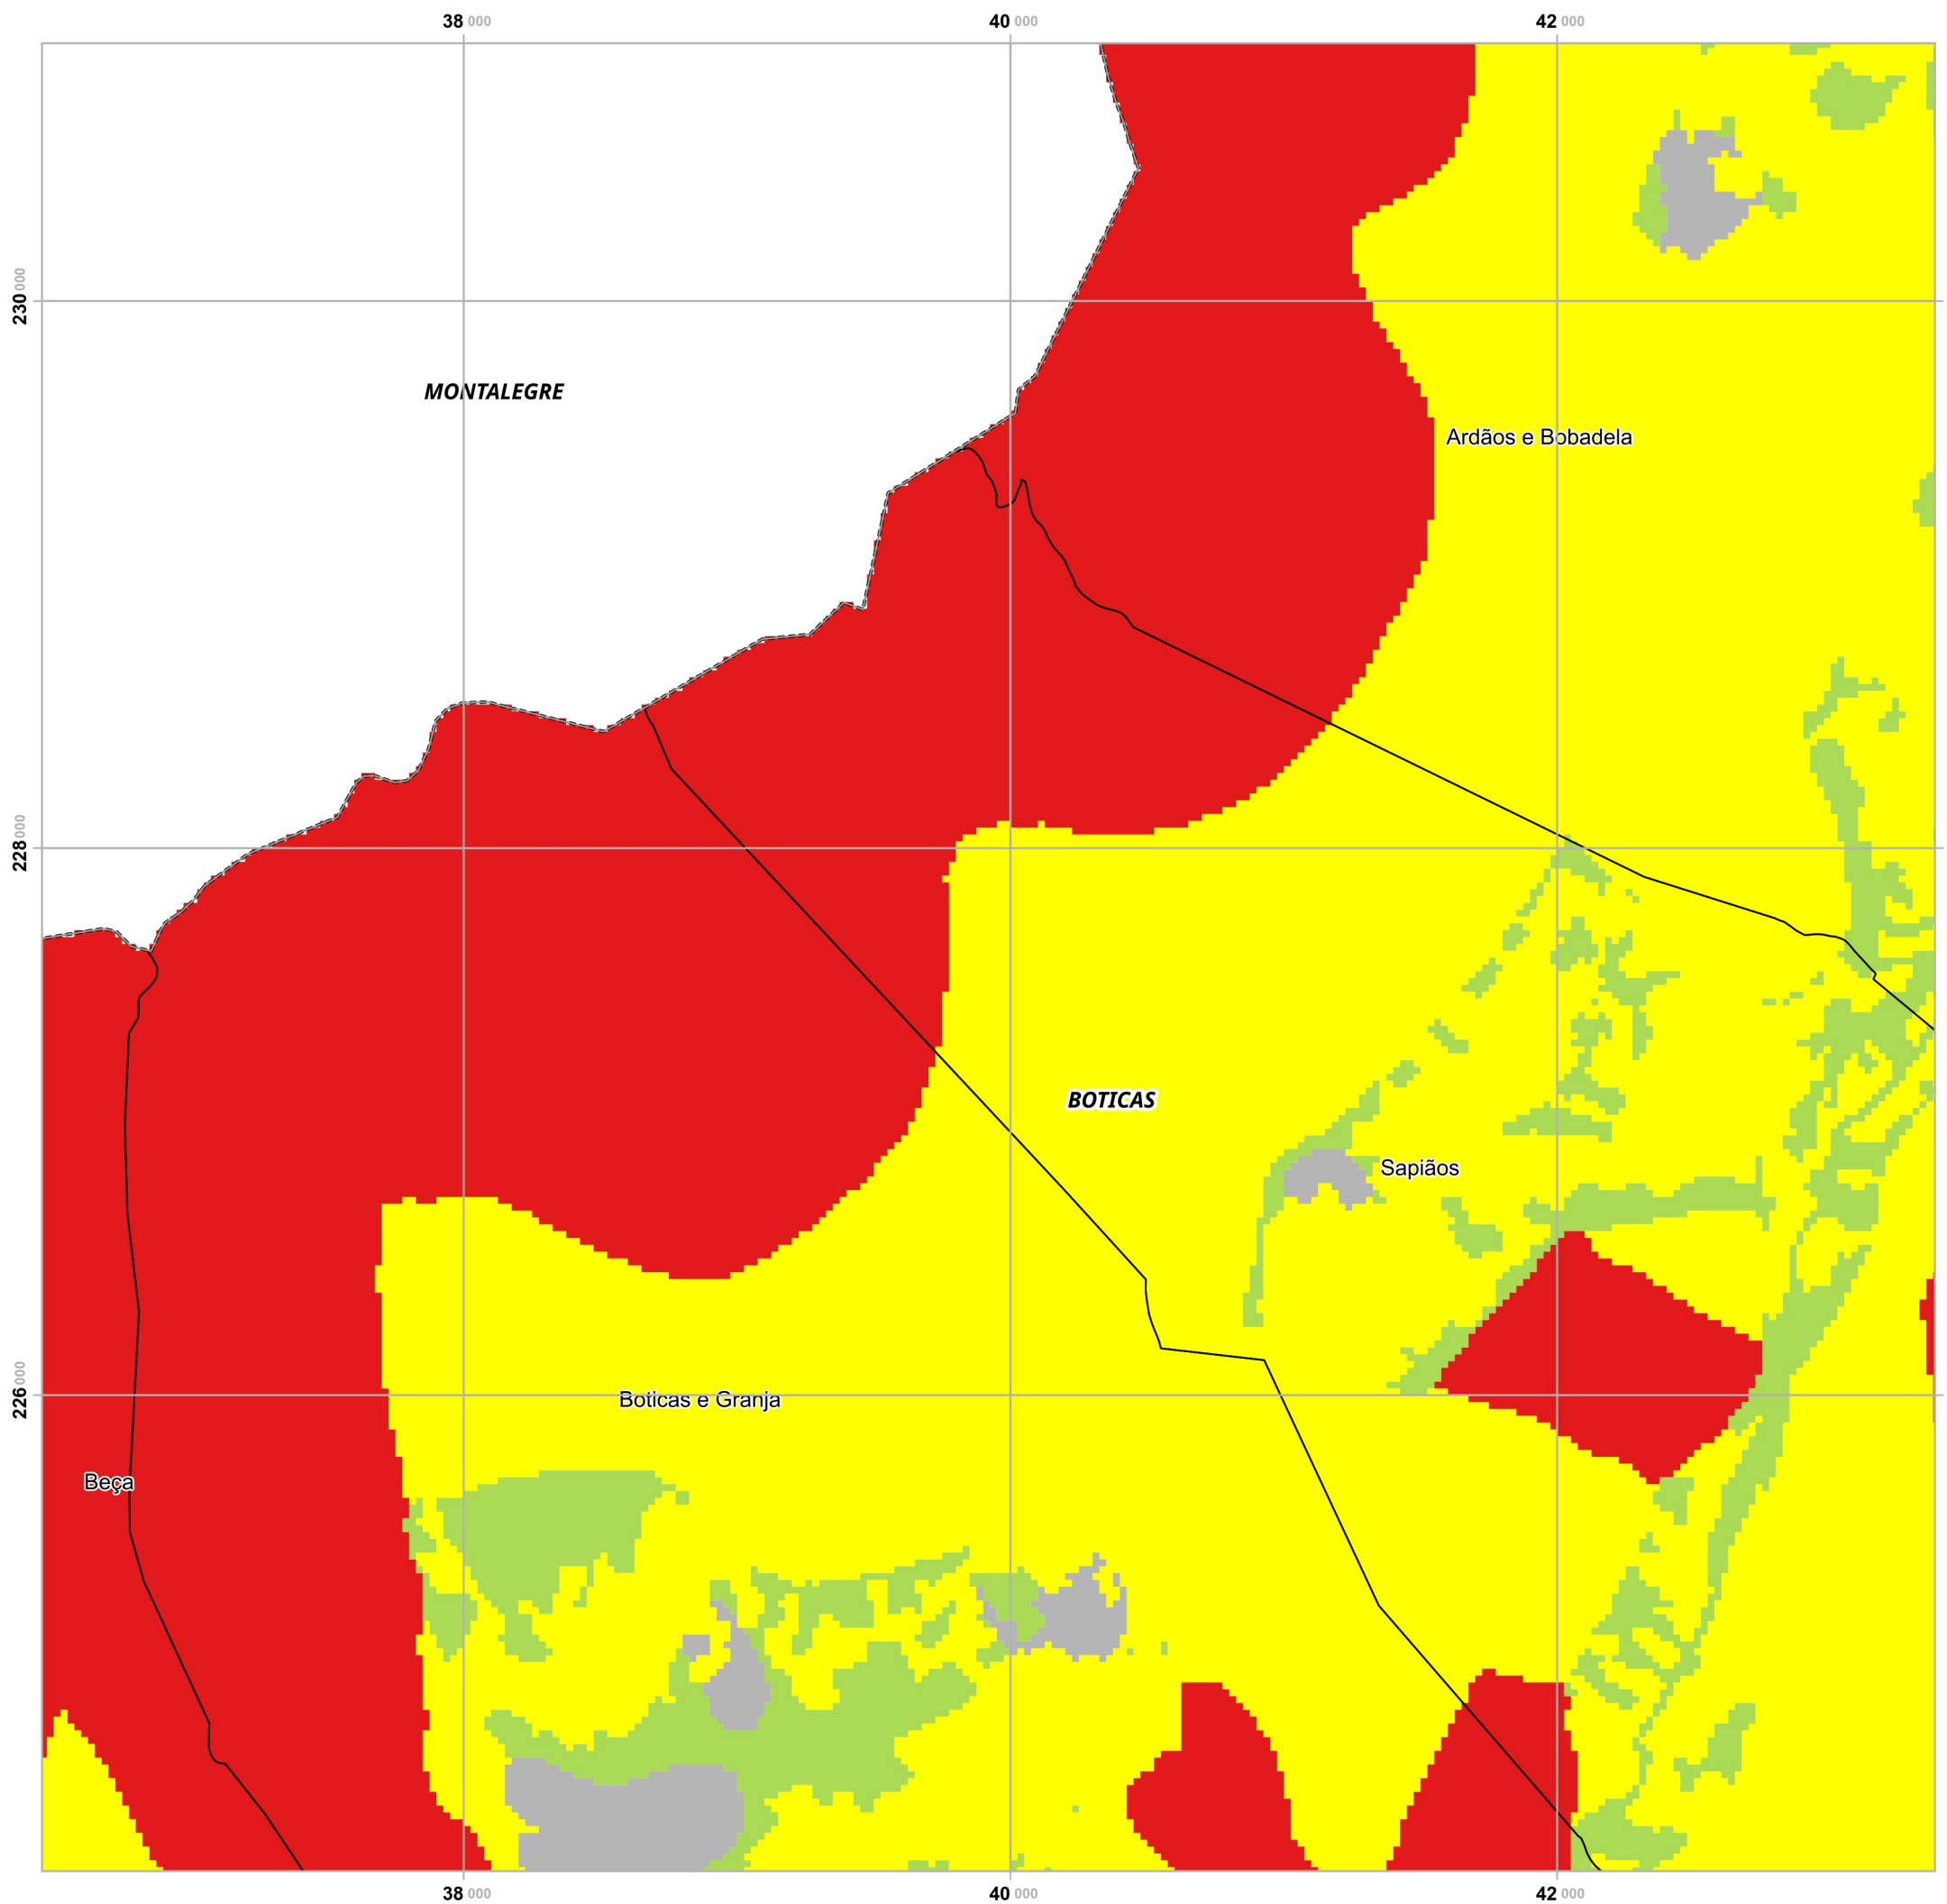 38 000 40 000 42 000
230 000
MONTALEGRE
Ardãos e Bobadela
228 000
BOTICAS
Sapiãos
226 000
Boticas e Granja
Beça
38 000 40 000 42 000